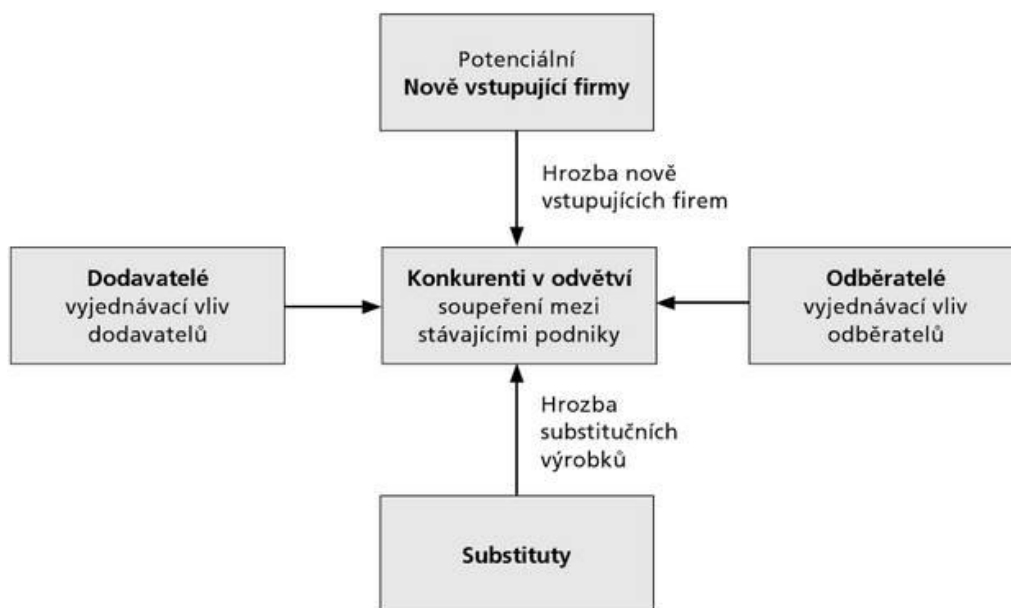 Potenciální
Nově vstupující firmy
Hrozba nově
vstupujících firem
Dodavatelé
vyjednávací vliv
dodavatelů
Konkurenti v odvětví
soupeření mezi
stávajícími podniky
Odběratelé
vyjednávací vliv
odběratelů
Hrozba
substitučních
výrobků
Substituty